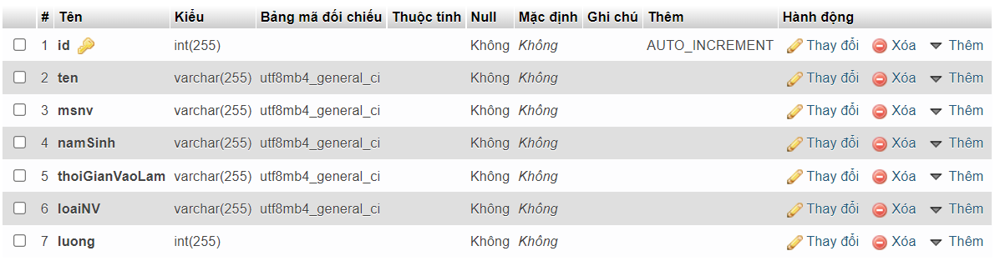 # Tên Kiểu Bảng mã đối chiếu Thuộc tính Null Mặc định Ghi chú Thêm Hành động
1 id int(255) Không Không AUTO_INCREMENT Thay đổi Xóa Thêm
2 ten varchar(255) utf8mb4_general_ci Không Không Thay đổi Xóa Thêm
3 msnv varchar(255) utf8mb4_general_ci Không Không Thay đổi Xóa Thêm
4 namSinh varchar(255) utf8mb4_general_ci Không Không Thay đổi Xóa Thêm
5 thoiGianVaoLam varchar(255) utf8mb4_general_ci Không Không Thay đổi Xóa Thêm
6 loaiNV varchar(255) utf8mb4_general_ci Không Không Thay đổi Xóa Thêm
7 luong int(255) Không Không Thay đổi Xóa Thêm